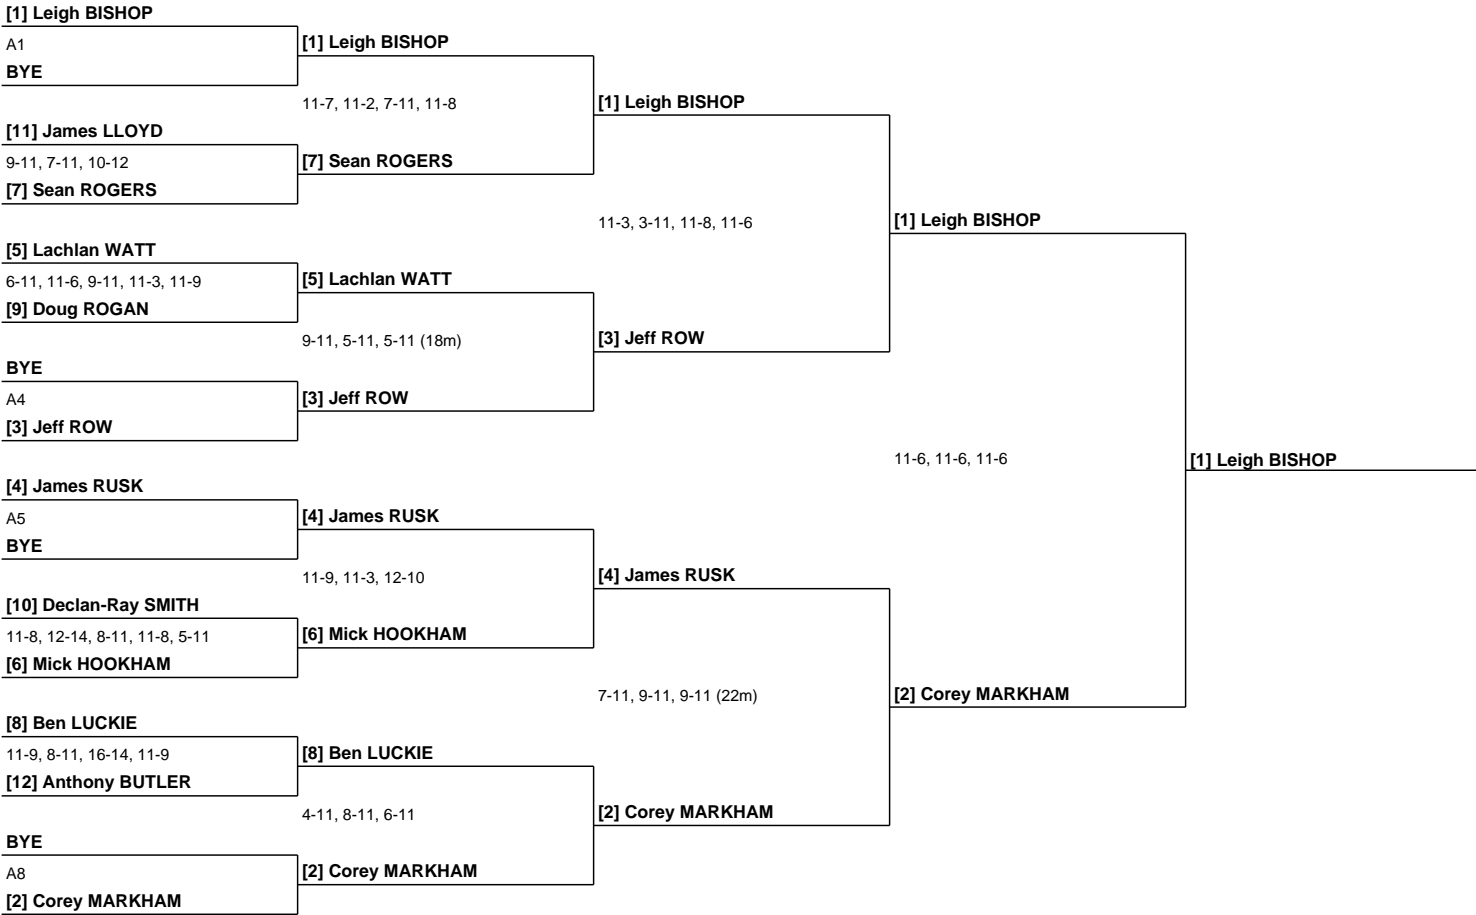 [1] Leigh BISHOP
A1
BYE
[11] James LLOYD
9-11, 7-11, 10-12
[7] Sean ROGERS
[5] Lachlan WATT
6-11, 11-6, 9-11, 11-3, 11-9
[9] Doug ROGAN
BYE
A4
[3] Jeff ROW
[4] James RUSK
A5
BYE
[10] Declan-Ray SMITH
11-8, 12-14, 8-11, 11-8, 5-11
[6] Mick HOOKHAM
[8] Ben LUCKIE
11-9, 8-11, 16-14, 11-9
[12] Anthony BUTLER
BYE
A8
[2] Corey MARKHAM
[1] Leigh BISHOP
11-7, 11-2, 7-11, 11-8
[7] Sean ROGERS
[5] Lachlan WATT
9-11, 5-11, 5-11 (18m)
[3] Jeff ROW
[4] James RUSK
11-9, 11-3, 12-10
[6] Mick HOOKHAM
[8] Ben LUCKIE
4-11, 8-11, 6-11
[2] Corey MARKHAM
[1] Leigh BISHOP
11-3, 3-11, 11-8, 11-6
[3] Jeff ROW
[4] James RUSK
7-11, 9-11, 9-11 (22m)
[2] Corey MARKHAM
[1] Leigh BISHOP
11-6, 11-6, 11-6
[2] Corey MARKHAM
[1] Leigh BISHOP